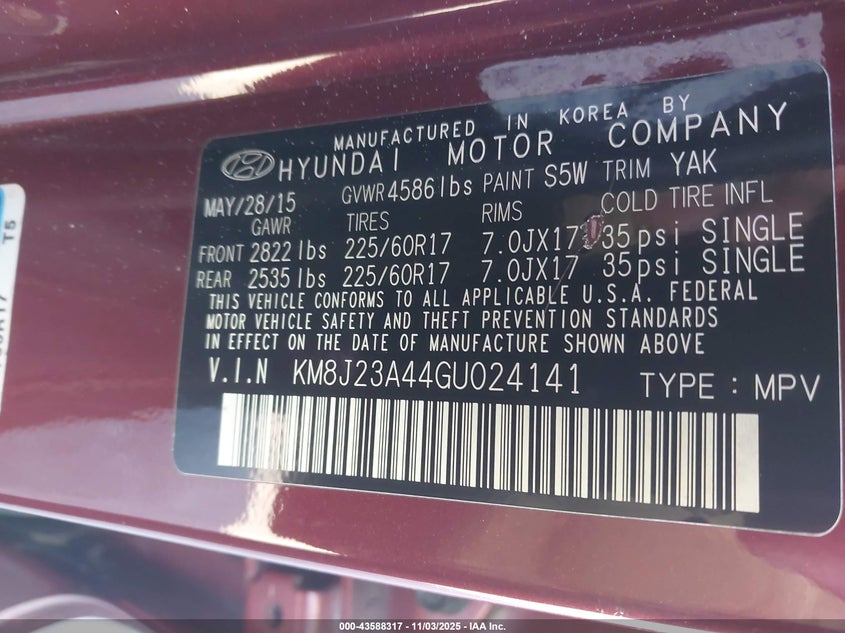 MANUFACTURED IN KOREA BY
HYUNDAI MOTOR COMPANY
MAY/28/15 GVWR 4586lbs PAINT S5W TRIM YAK
GAWR TIRES RIMS COLD TIRE INFL
FRONT 2822 lbs 225/60R17 7.0JX17 35psi SINGLE
REAR 2535 lbs 225/60R17 7.0JX17 35psi SINGLE
THIS VEHICLE CONFORMS TO ALL APPLICABLE U.S.A. FEDERAL
MOTOR VEHICLE SAFETY AND THEFT PREVENTION STANDARDS
IN EFFECT ON THE DATE OF MANUFACTURE SHOWN ABOVE.
V.I.N KM8J23A44GU024141 TYPE : MPV
T5
000-43588317 - 11/03/2025 - IAA Inc.